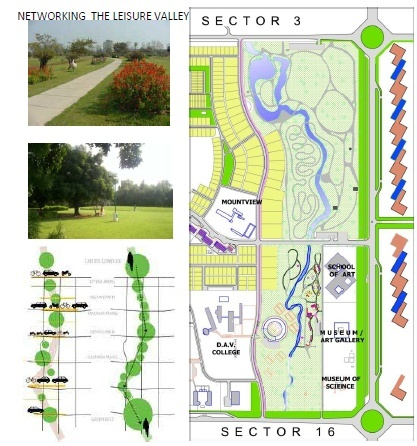 NETWORKING THE LEISURE VALLEY
SECTOR 3
MOUNTVIEW
SCHOOL
OF ART
D.A.V.
COLLEGE
MUSEUM/
ART GALLERY
MUSEUM OF
SCIENCE
SECTOR 16